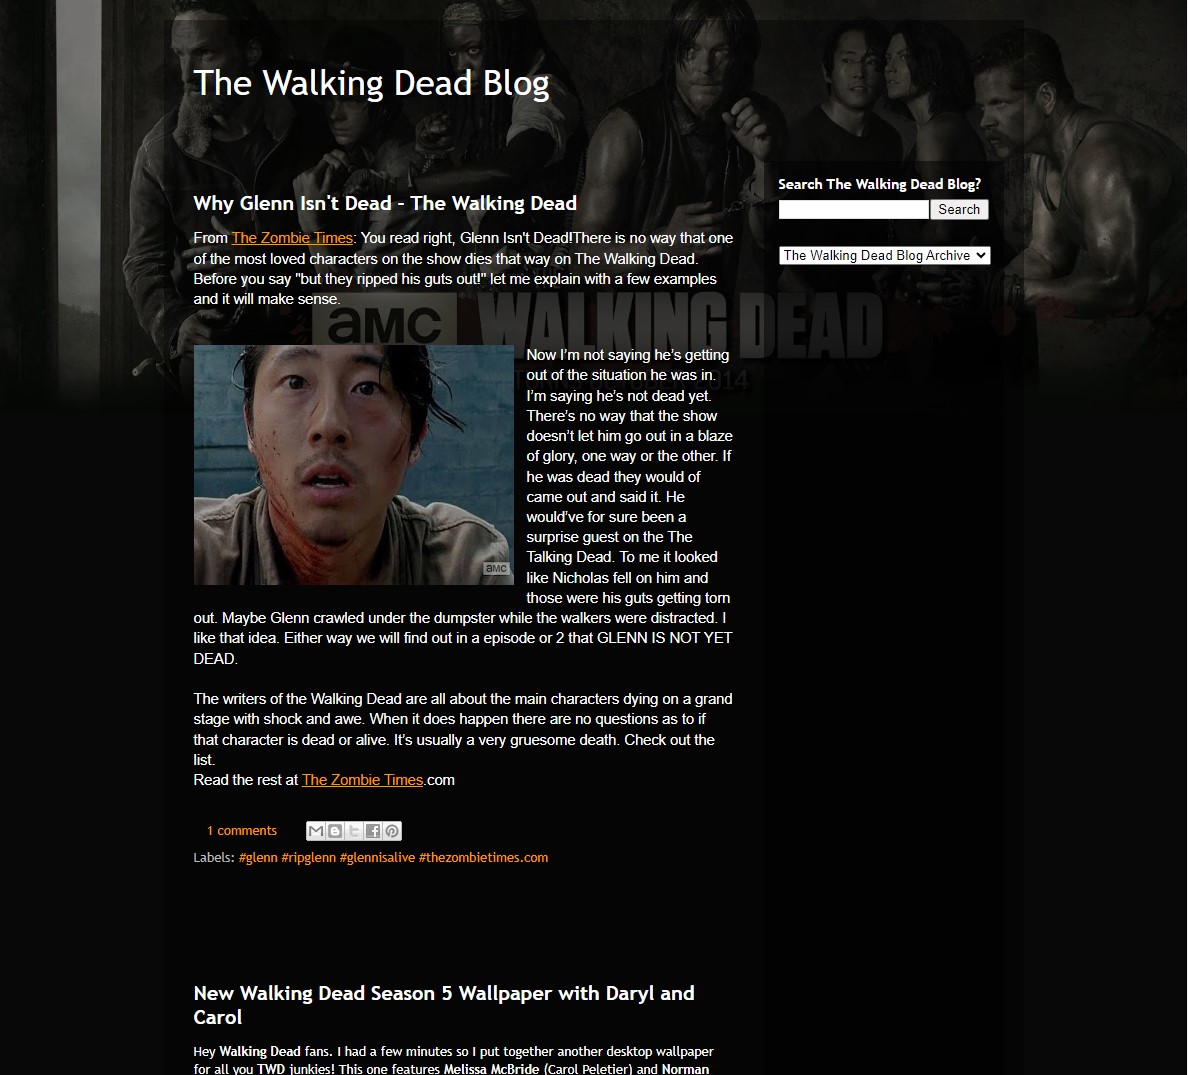 The Walking Dead Blog
Why Glenn Isn't Dead - The Walking Dead
From The Zombie Times: You read right, Glenn Isn't Dead!There is no way that one
of the most loved characters on the show dies that way on The Walking Dead.
Before you say "but they ripped his guts out!" let me explain with a few examples
and it will make sense.
Search The Walking Dead Blog?
Search
The Walking Dead Blog Archive
amc WALKING DEAD
OCTOBER 2014
Now I’m not saying he’s getting
out of the situation he was in.
I’m saying he’s not dead yet.
There’s no way that the show
doesn’t let him go out in a blaze
of glory, one way or the other. If
he was dead they would of
came out and said it. He
would’ve for sure been a
surprise guest on the The
Talking Dead. To me it looked
like Nicholas fell on him and
those were his guts getting torn
amc
out. Maybe Glenn crawled under the dumpster while the walkers were distracted. I
like that idea. Either way we will find out in a episode or 2 that GLENN IS NOT YET
DEAD.
The writers of the Walking Dead are all about the main characters dying on a grand
stage with shock and awe. When it does happen there are no questions as to if
that character is dead or alive. It’s usually a very gruesome death. Check out the
list.
Read the rest at The Zombie Times.com
1 comments
Labels: #glenn #ripglenn #glennisalive #thezombietimes.com
New Walking Dead Season 5 Wallpaper with Daryl and
Carol
Hey Walking Dead fans. I had a few minutes so I put together another desktop wallpaper
for all you TWD junkies! This one features Melissa McBride (Carol Peletier) and Norman